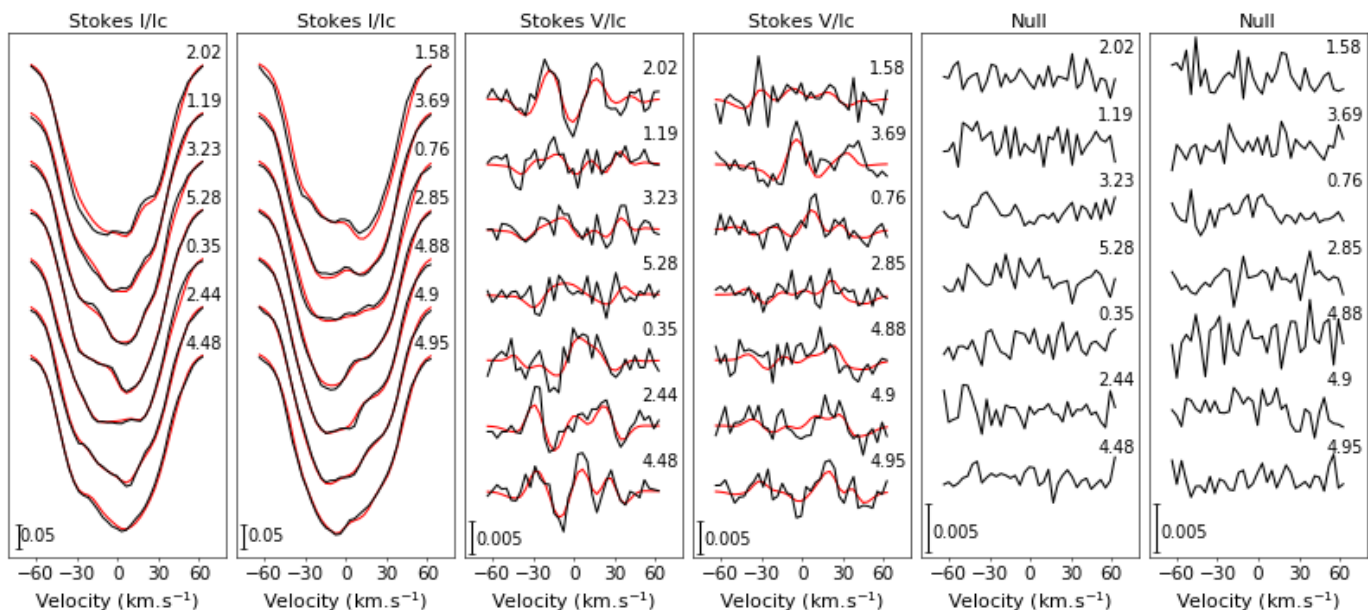 Stokes I/Ic
2.02
1.19
3.23
5.28
0.35
2.44
4.48
0.05
−60 −30 0 30 60
Velocity (km.s⁻¹)
Stokes I/Ic
1.58
3.69
0.76
2.85
4.88
4.9
4.95
0.05
−60 −30 0 30 60
Velocity (km.s⁻¹)
Stokes V/Ic
2.02
1.19
3.23
5.28
0.35
2.44
4.48
0.005
−60 −30 0 30 60
Velocity (km.s⁻¹)
Stokes V/Ic
1.58
3.69
0.76
2.85
4.88
4.9
4.95
0.005
−60 −30 0 30 60
Velocity (km.s⁻¹)
Null
2.02
1.19
3.23
5.28
0.35
2.44
4.48
0.005
−60 −30 0 30 60
Velocity (km.s⁻¹)
Null
1.58
3.69
0.76
2.85
4.88
4.9
4.95
0.005
−60 −30 0 30 60
Velocity (km.s⁻¹)